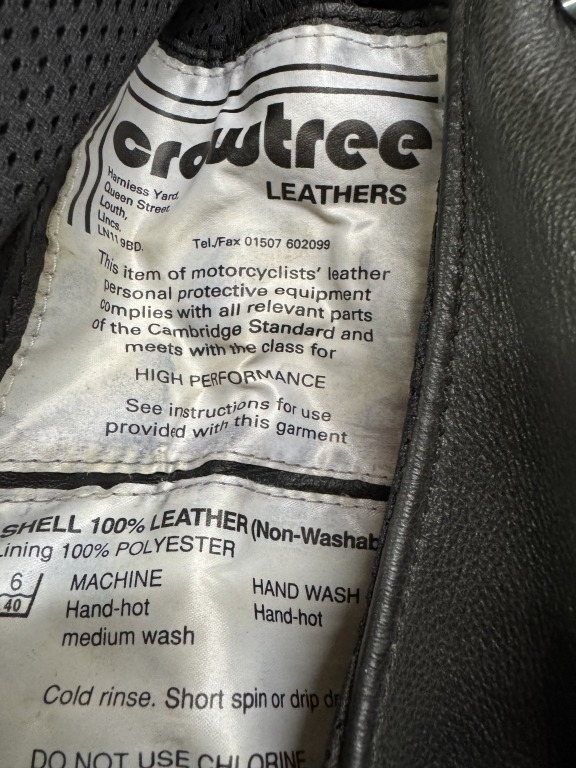 crowtree
LEATHERS
Harniess Yard
Queen Street
Louth,
Lincs.
LN11 9BD.
Tel./Fax 01507 602099
This item of motorcyclists' leather
personal protective equipment
complies with all relevant parts
of the Cambridge Standard and
meets with the class for
HIGH PERFORMANCE
See instructions for use
provided with this garment
SHELL 100% LEATHER (Non-Washab
Lining 100% POLYESTER
6
40
MACHINE
Hand-hot
medium wash
HAND WASH
Hand-hot
Cold rinse. Short spin or drip dr
DO NOT USE CHLORINE